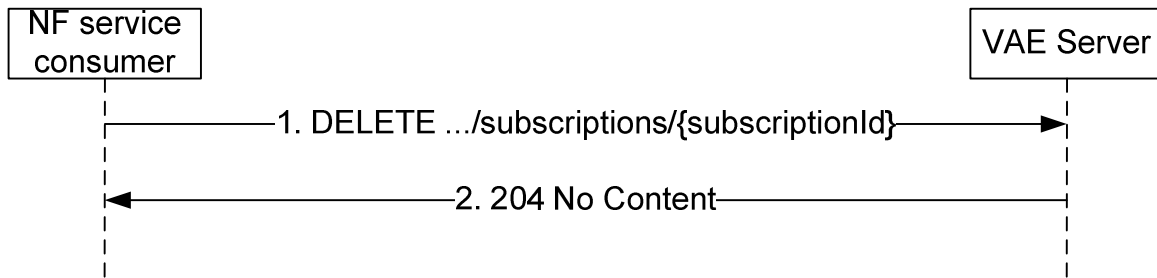 NF service
consumer
VAE Server
1. DELETE .../subscriptions/{subscriptionId}
2. 204 No Content